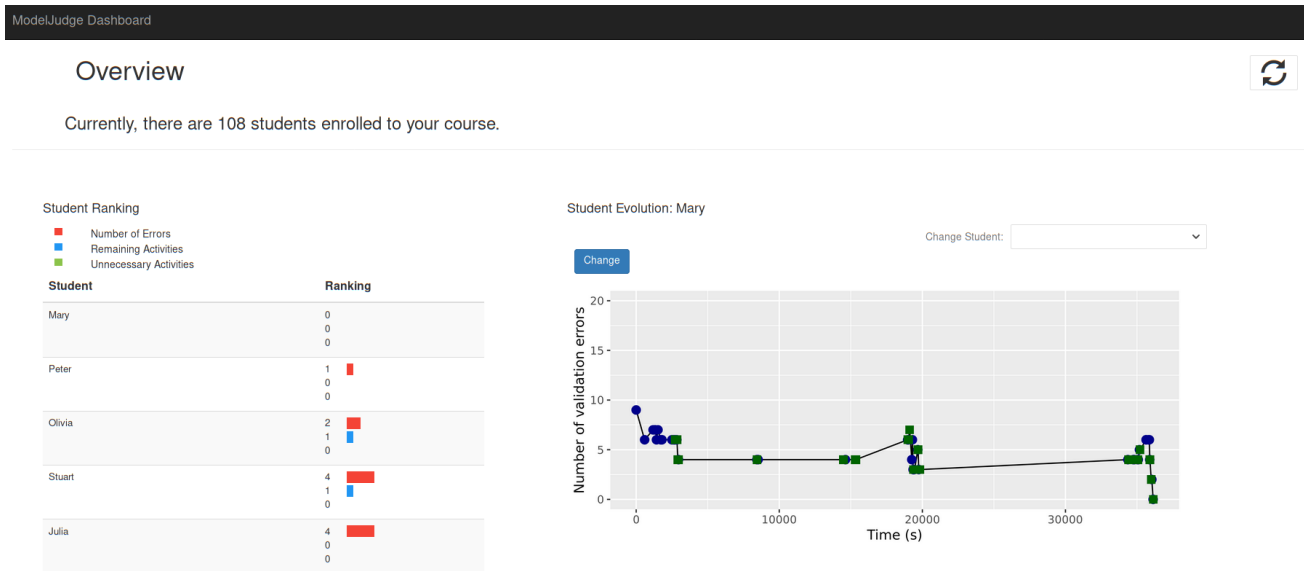 ModelJudge Dashboard
Overview
Currently, there are 108 students enrolled to your course.
Student Ranking
Number of Errors
Remaining Activities
Unnecessary Activities
Student Ranking
Mary 0
0
0
Peter 1
0
0
Olivia 2
1
0
Stuart 4
1
0
Julia 4
0
0
Student Evolution: Mary
Change Student:
Change
Number of validation errors
20
15
10
5
0
0 10000 20000 30000
Time (s)